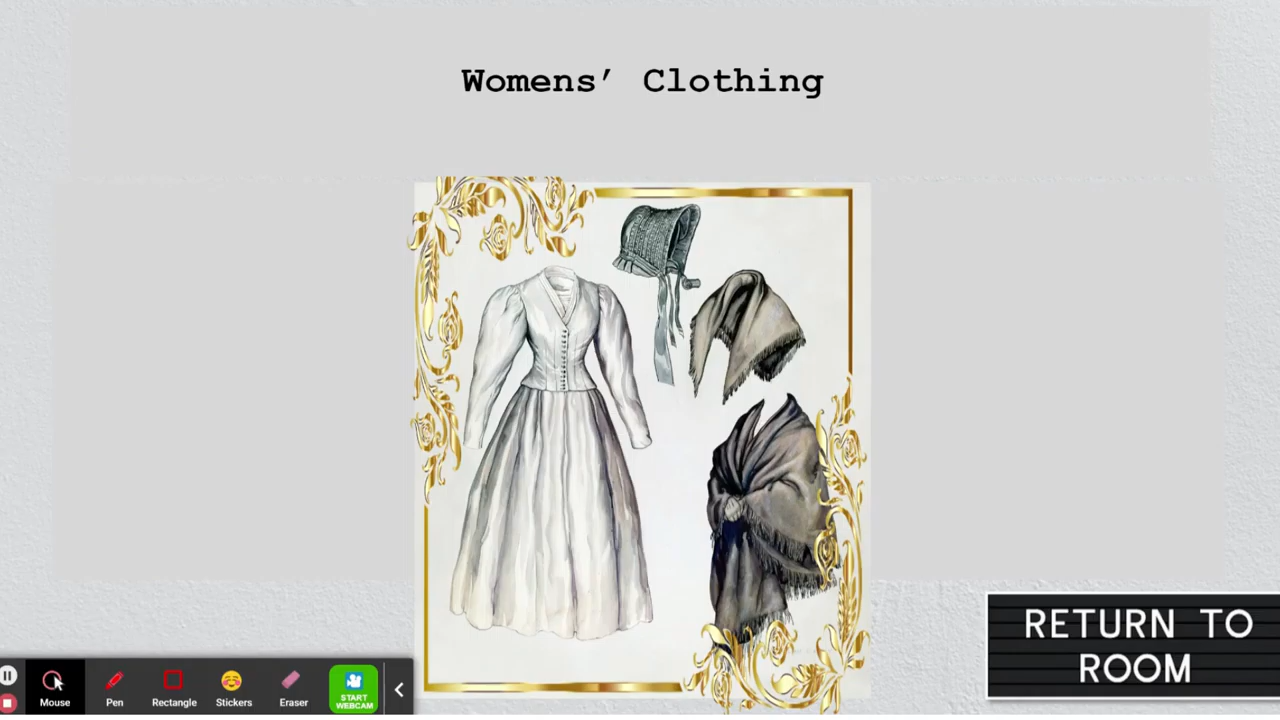 Womens’ Clothing
RETURN TO
ROOM
Mouse
Pen
Rectangle
Stickers
Eraser
START
WEBCAM